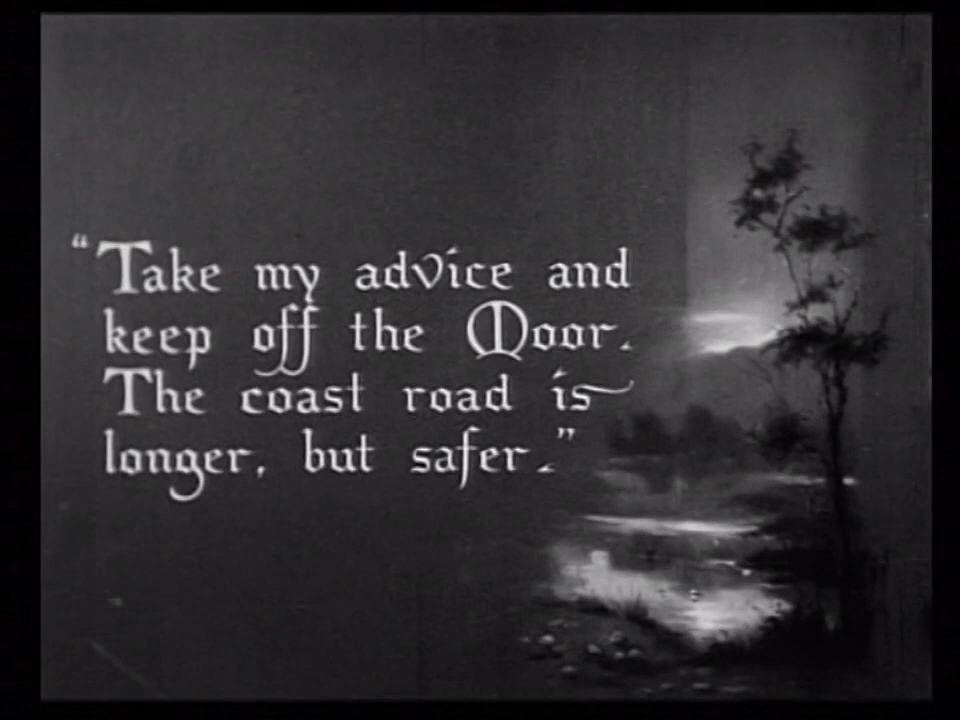 “Take my advice and
keep off the Moor.
The coast road is
longer, but safer.”